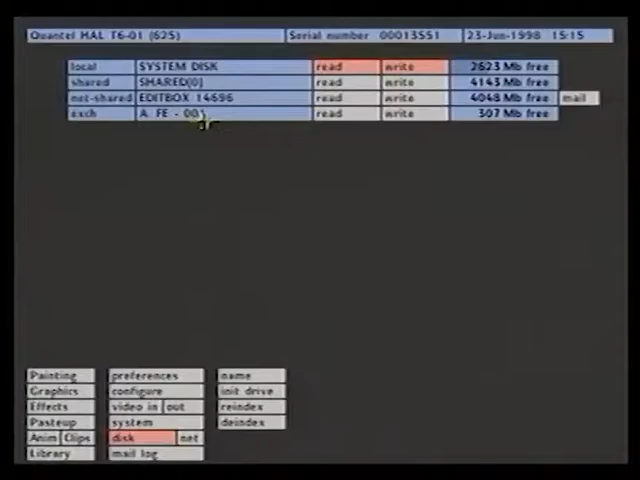 Quantel HAL T6-01 (625) Serial number 00013551 23-Jun-1998 15:15
local SYSTEM DISK read write 2623 Mb free
shared SHARED(0) read write 4143 Mb free
net-shared EDITBOX 14696 read write 4048 Mb free mail
exch A FE - 00 read write 307 Mb free
Painting preferences name
Graphics configure init drive
Effects video in out reindex
Pasteup system deindex
Anim Clips disk net
Library mail log